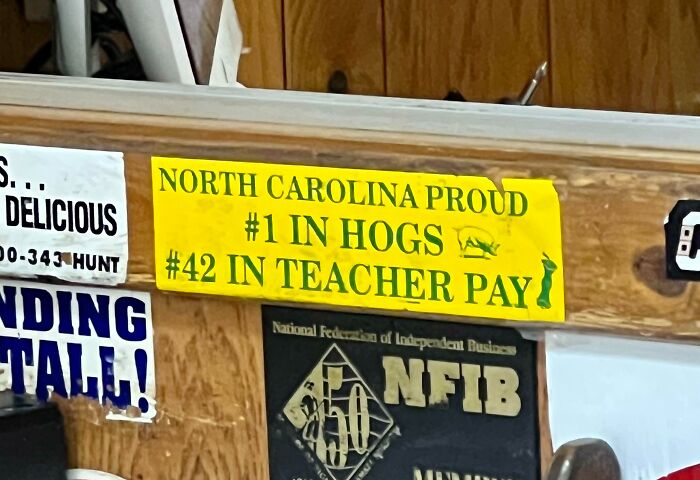 S...
DELICIOUS
00-343-HUNT
NORTH CAROLINA PROUD
#1 IN HOGS
#42 IN TEACHER PAY
NDING
TALL!
National Federation of Independent Business
50
NFIB